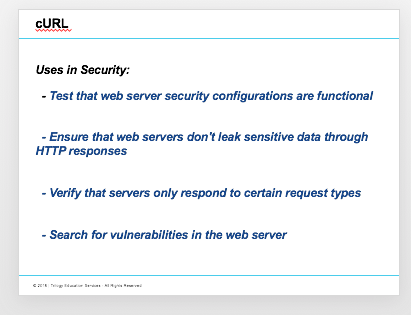 cURL
Uses in Security:
- Test that web server security configurations are functional
- Ensure that web servers don't leak sensitive data through
HTTP responses
- Verify that servers only respond to certain request types
- Search for vulnerabilities in the web server
Trilogy Education Services - All Rights Reserved